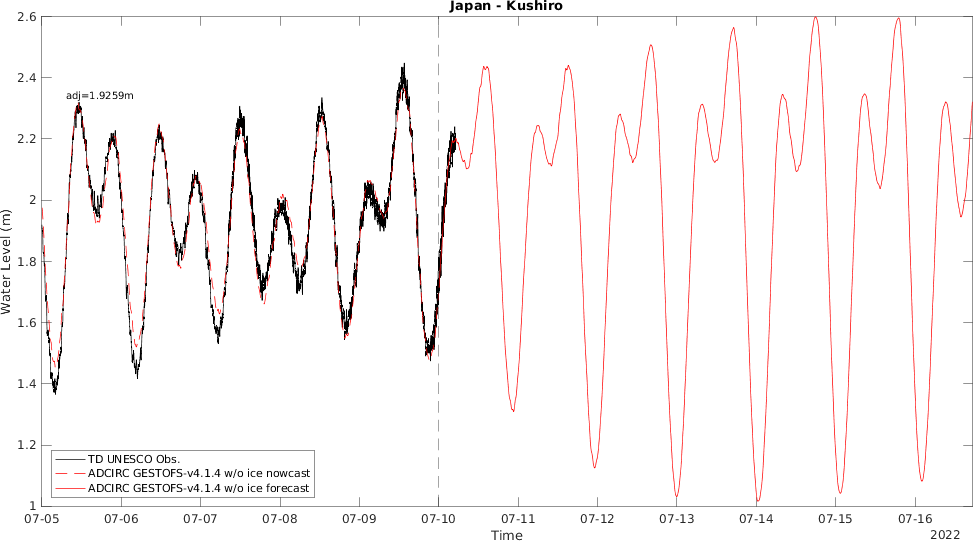 Japan - Kushiro
2.6
2.4
2.2
2
1.8
1.6
1.4
1.2
1
Water Level (m)
adj=1.9259m
TD UNESCO Obs.
ADCIRC GESTOFS-v4.1.4 w/o ice nowcast
ADCIRC GESTOFS-v4.1.4 w/o ice forecast
07-05 07-06 07-07 07-08 07-09 07-10 07-11 07-12 07-13 07-14 07-15 07-16
Time
2022